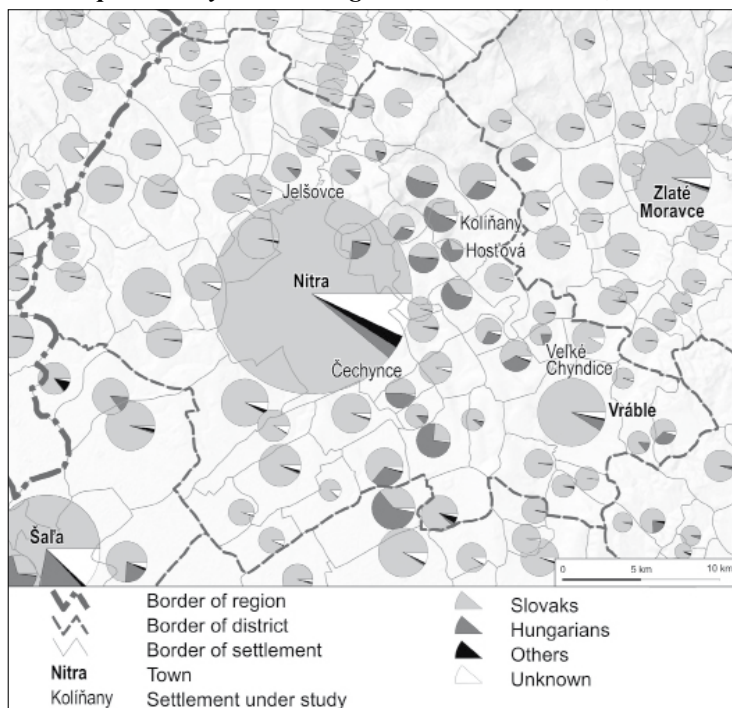 Jelšovce
Zlaté
Moravce
Kolíňany
Hosťová
Nitra
Čechynce
Veľké
Chyndice
Vráble
Šaľa
0 5 km 10 km
Border of region
Border of district
Border of settlement
Nitra Town
Kolíňany Settlement under study
Slovaks
Hungarians
Others
Unknown